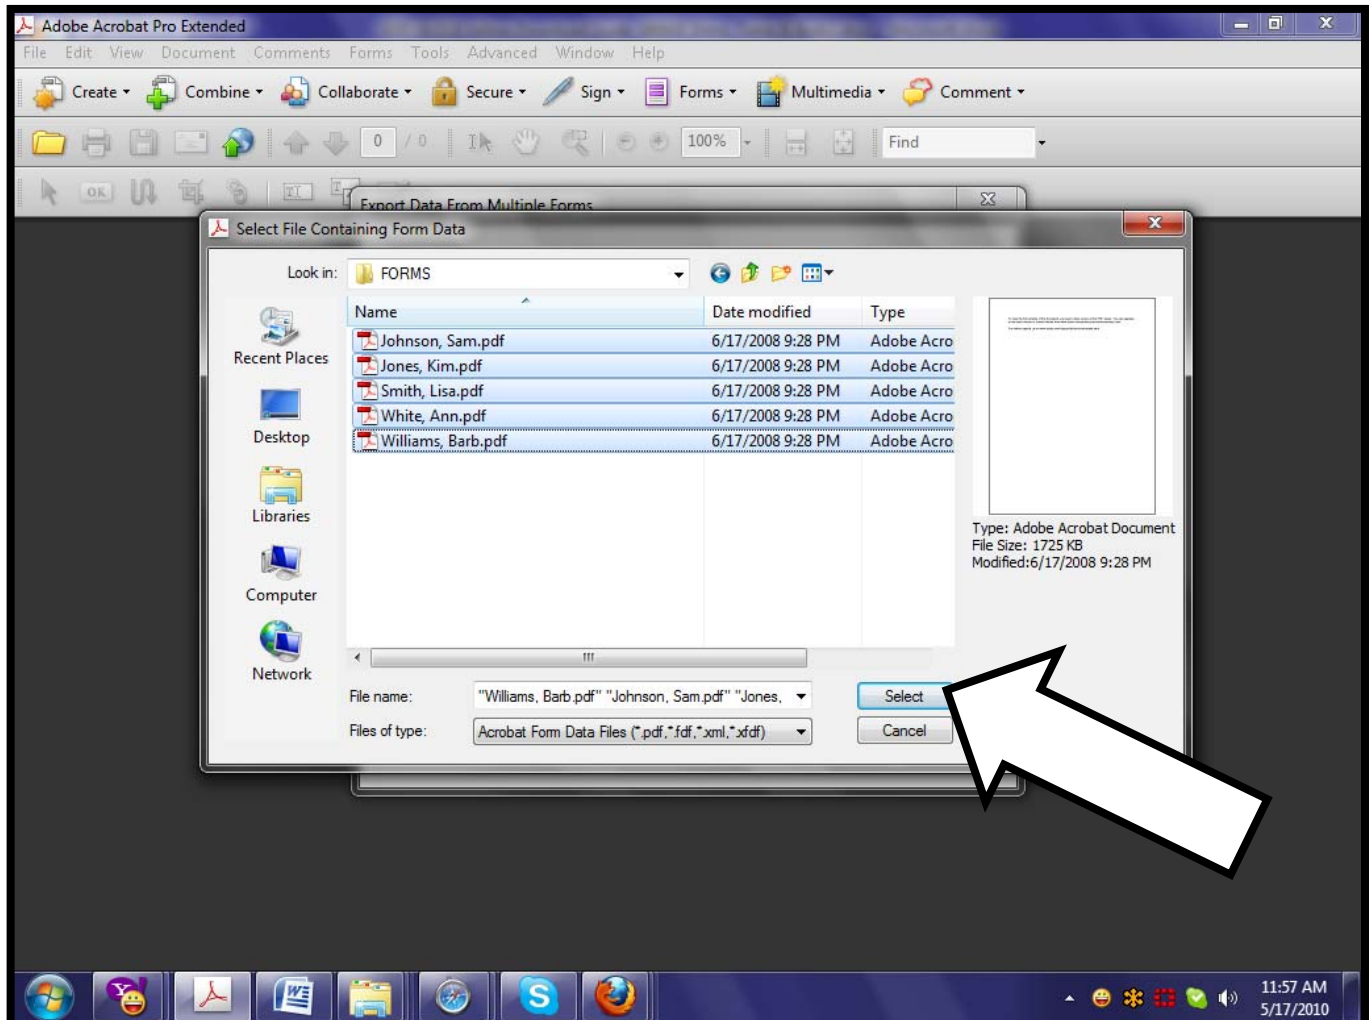 Adobe Acrobat Pro Extended
File Edit View Document Comments Forms Tools Advanced Window Help
Create Combine Collaborate Secure Sign Forms Multimedia Comment
0 / 0 100% Find
OK
Export Data From Multiple Forms
Select File Containing Form Data
Look in: FORMS
Name Date modified Type
Johnson, Sam.pdf 6/17/2008 9:28 PM Adobe Acro
Jones, Kim.pdf 6/17/2008 9:28 PM Adobe Acro
Smith, Lisa.pdf 6/17/2008 9:28 PM Adobe Acro
White, Ann.pdf 6/17/2008 9:28 PM Adobe Acro
Williams, Barb.pdf 6/17/2008 9:28 PM Adobe Acro
Recent Places
Desktop
Libraries
Computer
Network
Type: Adobe Acrobat Document
File Size: 1725 KB
Modified:6/17/2008 9:28 PM
File name: "Williams, Barb.pdf" "Johnson, Sam.pdf" "Jones, Select
Files of type: Acrobat Form Data Files (*.pdf,*.fdf,*.xml,*.xfdf) Cancel
11:57 AM
5/17/2010